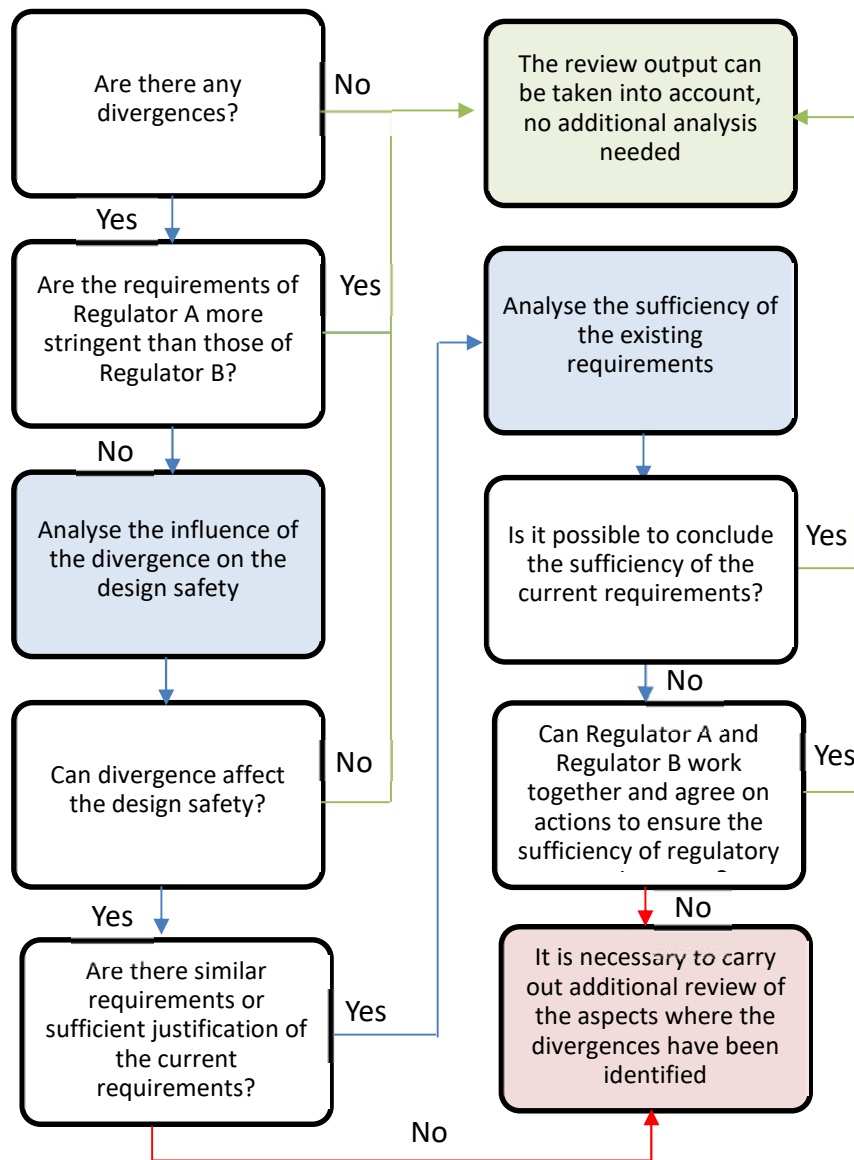 Are there any
divergences?
No
Yes
Are the requirements of
Regulator A more
stringent than those of
Regulator B?
Yes
No
Analyse the influence of
the divergence on the
design safety
Can divergence affect
the design safety?
No
Yes
Are there similar
requirements or
sufficient justification of
the current
requirements?
Yes
No
The review output can
be taken into account,
no additional analysis
needed
Analyse the sufficiency of
the existing
requirements
Is it possible to conclude
the sufficiency of the
current requirements?
Yes
No
Can Regulator A and
Regulator B work
together and agree on
actions to ensure the
sufficiency of regulatory
Yes
No
It is necessary to carry
out additional review of
the aspects where the
divergences have been
identified